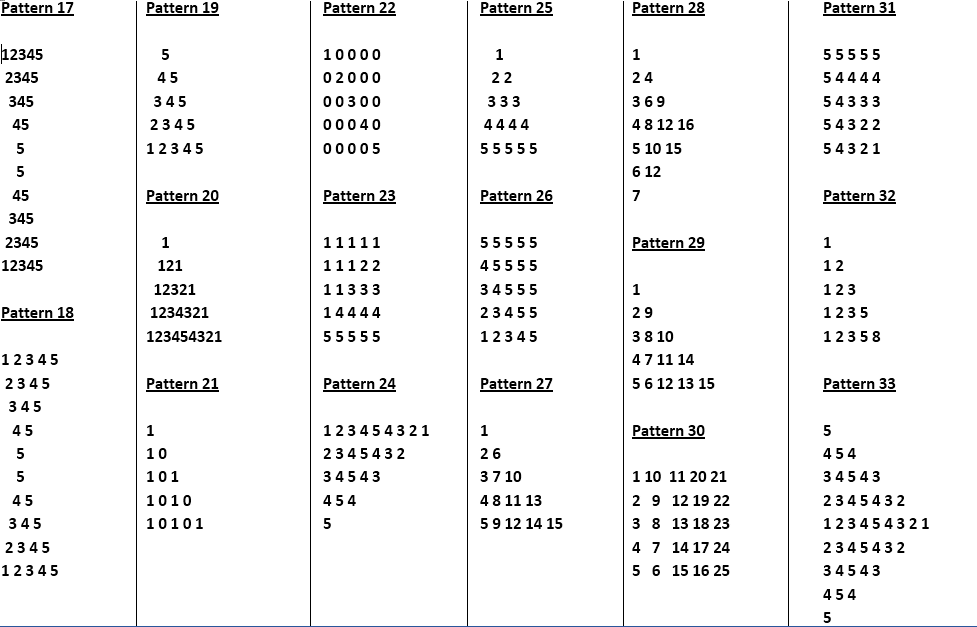 Pattern 17
12345
2345
345
45
5
5
45
345
2345
12345
Pattern 18
1 2 3 4 5
2 3 4 5
3 4 5
4 5
5
5
4 5
3 4 5
2 3 4 5
1 2 3 4 5
Pattern 19
5
4 5
3 4 5
2 3 4 5
1 2 3 4 5
Pattern 20
1
121
12321
1234321
123454321
Pattern 21
1
1 0
1 0 1
1 0 1 0
1 0 1 0 1
Pattern 22
1 0 0 0 0
0 2 0 0 0
0 0 3 0 0
0 0 0 4 0
0 0 0 0 5
Pattern 23
1 1 1 1 1
1 1 1 2 2
1 1 3 3 3
1 4 4 4 4
5 5 5 5 5
Pattern 24
1 2 3 4 5 4 3 2 1
2 3 4 5 4 3 2
3 4 5 4 3
4 5 4
5
Pattern 25
1
2 2
3 3 3
4 4 4 4
5 5 5 5 5
Pattern 26
5 5 5 5 5
4 5 5 5 5
3 4 5 5 5
2 3 4 5 5
1 2 3 4 5
Pattern 27
1
2 6
3 7 10
4 8 11 13
5 9 12 14 15
Pattern 28
1
2 4
3 6 9
4 8 12 16
5 10 15
6 12
7
Pattern 29
1
2 9
3 8 10
4 7 11 14
5 6 12 13 15
Pattern 30
1 10 11 20 21
2 9 12 19 22
3 8 13 18 23
4 7 14 17 24
5 6 15 16 25
Pattern 31
5 5 5 5 5
5 4 4 4 4
5 4 3 3 3
5 4 3 2 2
5 4 3 2 1
Pattern 32
1
1 2
1 2 3
1 2 3 5
1 2 3 5 8
Pattern 33
5
4 5 4
3 4 5 4 3
2 3 4 5 4 3 2
1 2 3 4 5 4 3 2 1
2 3 4 5 4 3 2
3 4 5 4 3
4 5 4
5